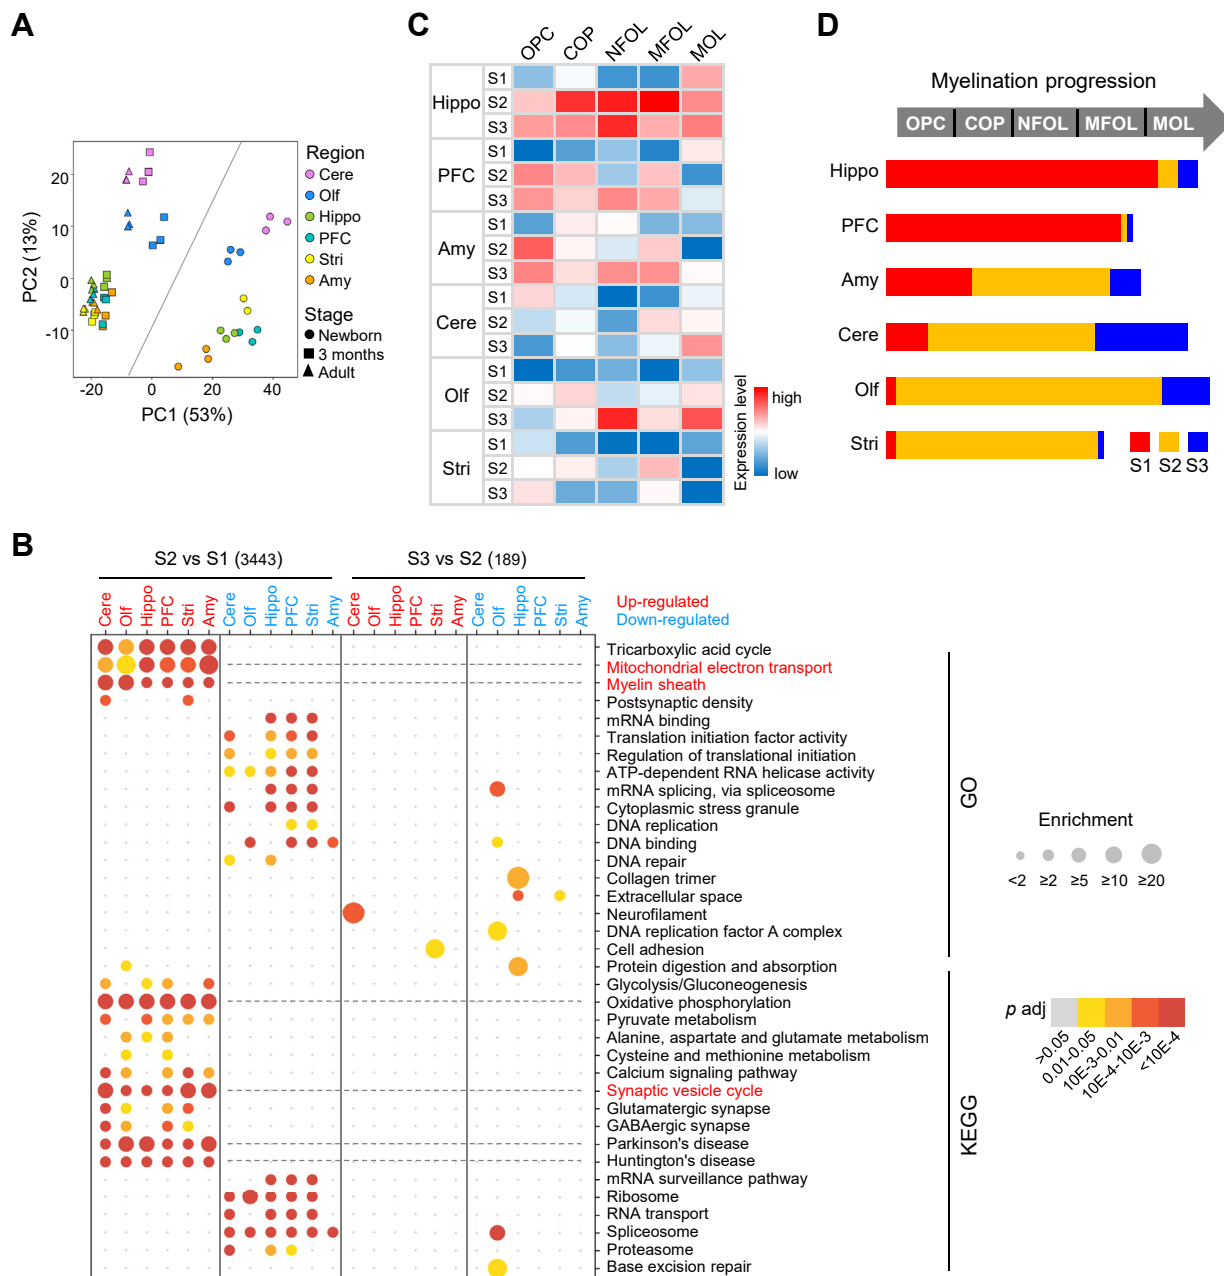 A
Region
Cere
Olf
Hippo
PFC
Stri
Amy
Stage
Newborn
3 months
Adult
20
10
0
-10
PC2 (13%)
-20
0
20
40
PC1 (53%)
C
OPC COP NFOL MFOL MOL
Hippo
S1
S2
S3
PFC
S1
S2
S3
Amy
S1
S2
S3
Cere
S1
S2
S3
Olf
S1
S2
S3
Stri
S1
S2
S3
Expression level
high
low
D
Myelination progression
OPC COP NFOL MFOL MOL
Hippo
PFC
Amy
Cere
Olf
Stri
S1 S2 S3
B
S2 vs S1 (3443)
S3 vs S2 (189)
Cere Olf Hippo PFC Stri Amy Cere Olf Hippo PFC Stri Amy Cere Olf Hippo PFC Stri Amy Cere Olf Hippo PFC Stri Amy
Up-regulated
Down-regulated
Tricarboxylic acid cycle
Mitochondrial electron transport
Myelin sheath
Postsynaptic density
mRNA binding
Translation initiation factor activity
Regulation of translational initiation
ATP-dependent RNA helicase activity
mRNA splicing, via spliceosome
Cytoplasmic stress granule
DNA replication
DNA binding
DNA repair
Collagen trimer
Extracellular space
Neurofilament
DNA replication factor A complex
Cell adhesion
Protein digestion and absorption
Glycolysis/Gluconeogenesis
Oxidative phosphorylation
Pyruvate metabolism
Alanine, aspartate and glutamate metabolism
Cysteine and methionine metabolism
Calcium signaling pathway
Synaptic vesicle cycle
Glutamatergic synapse
GABAergic synapse
Parkinson's disease
Huntington's disease
mRNA surveillance pathway
Ribosome
RNA transport
Spliceosome
Proteasome
Base excision repair
GO
KEGG
Enrichment
<2 ≥2 ≥5 ≥10 ≥20
p adj
>0.05
0.01-0.05
10E-3-0.01
10E-4-10E-3
<10E-4